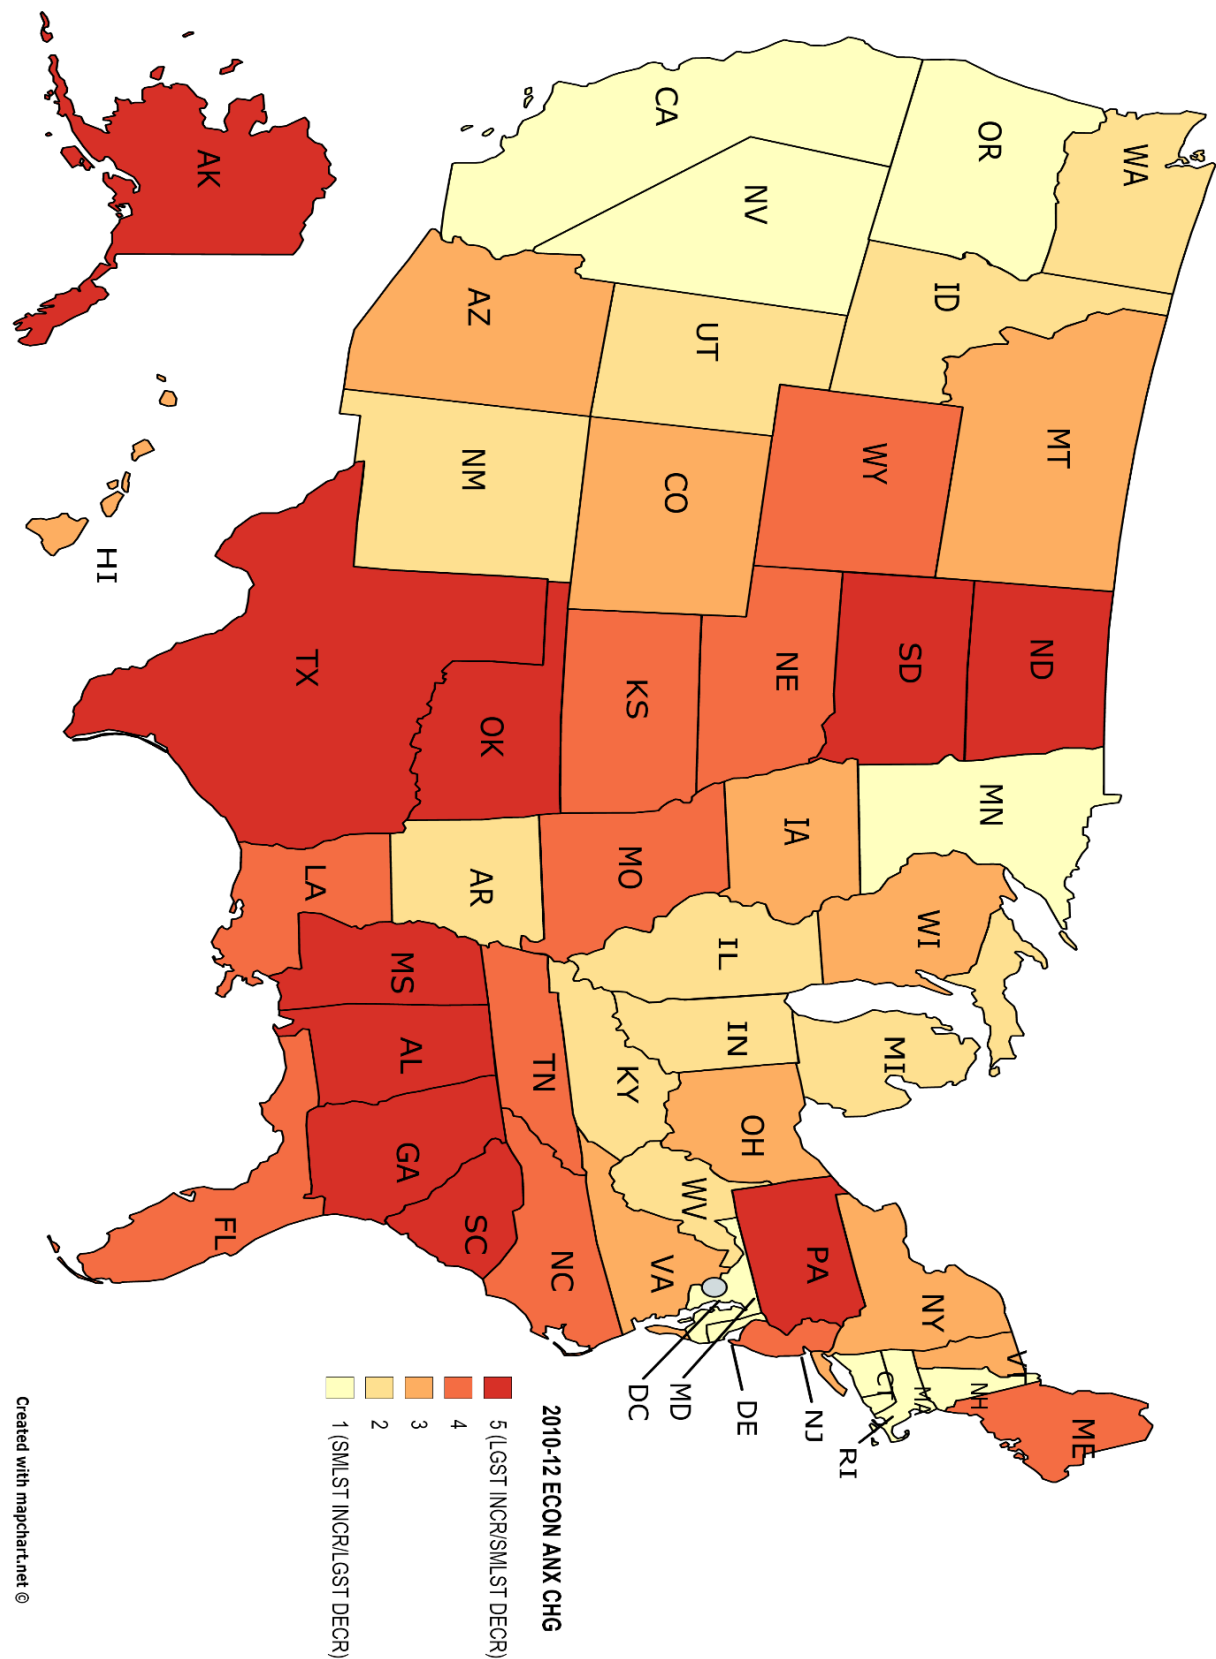 WA
OR
CA
NV
ID
MT
WY
UT
AZ
CO
NM
ND
SD
NE
KS
OK
TX
MN
IA
MO
AR
LA
WI
IL
MI
IN
KY
TN
MS
AL
GA
FL
SC
NC
OH
WV
VA
PA
NY
VT
NH
ME
MA
CT
RI
NJ
DE
MD
DC
AK
HI
2010-12 ECON ANX CHG
5 (LGST INCR/SMLST DECR)
4
3
2
1 (SMLST INCR/LGST DECR)
Created with mapchart.net ©